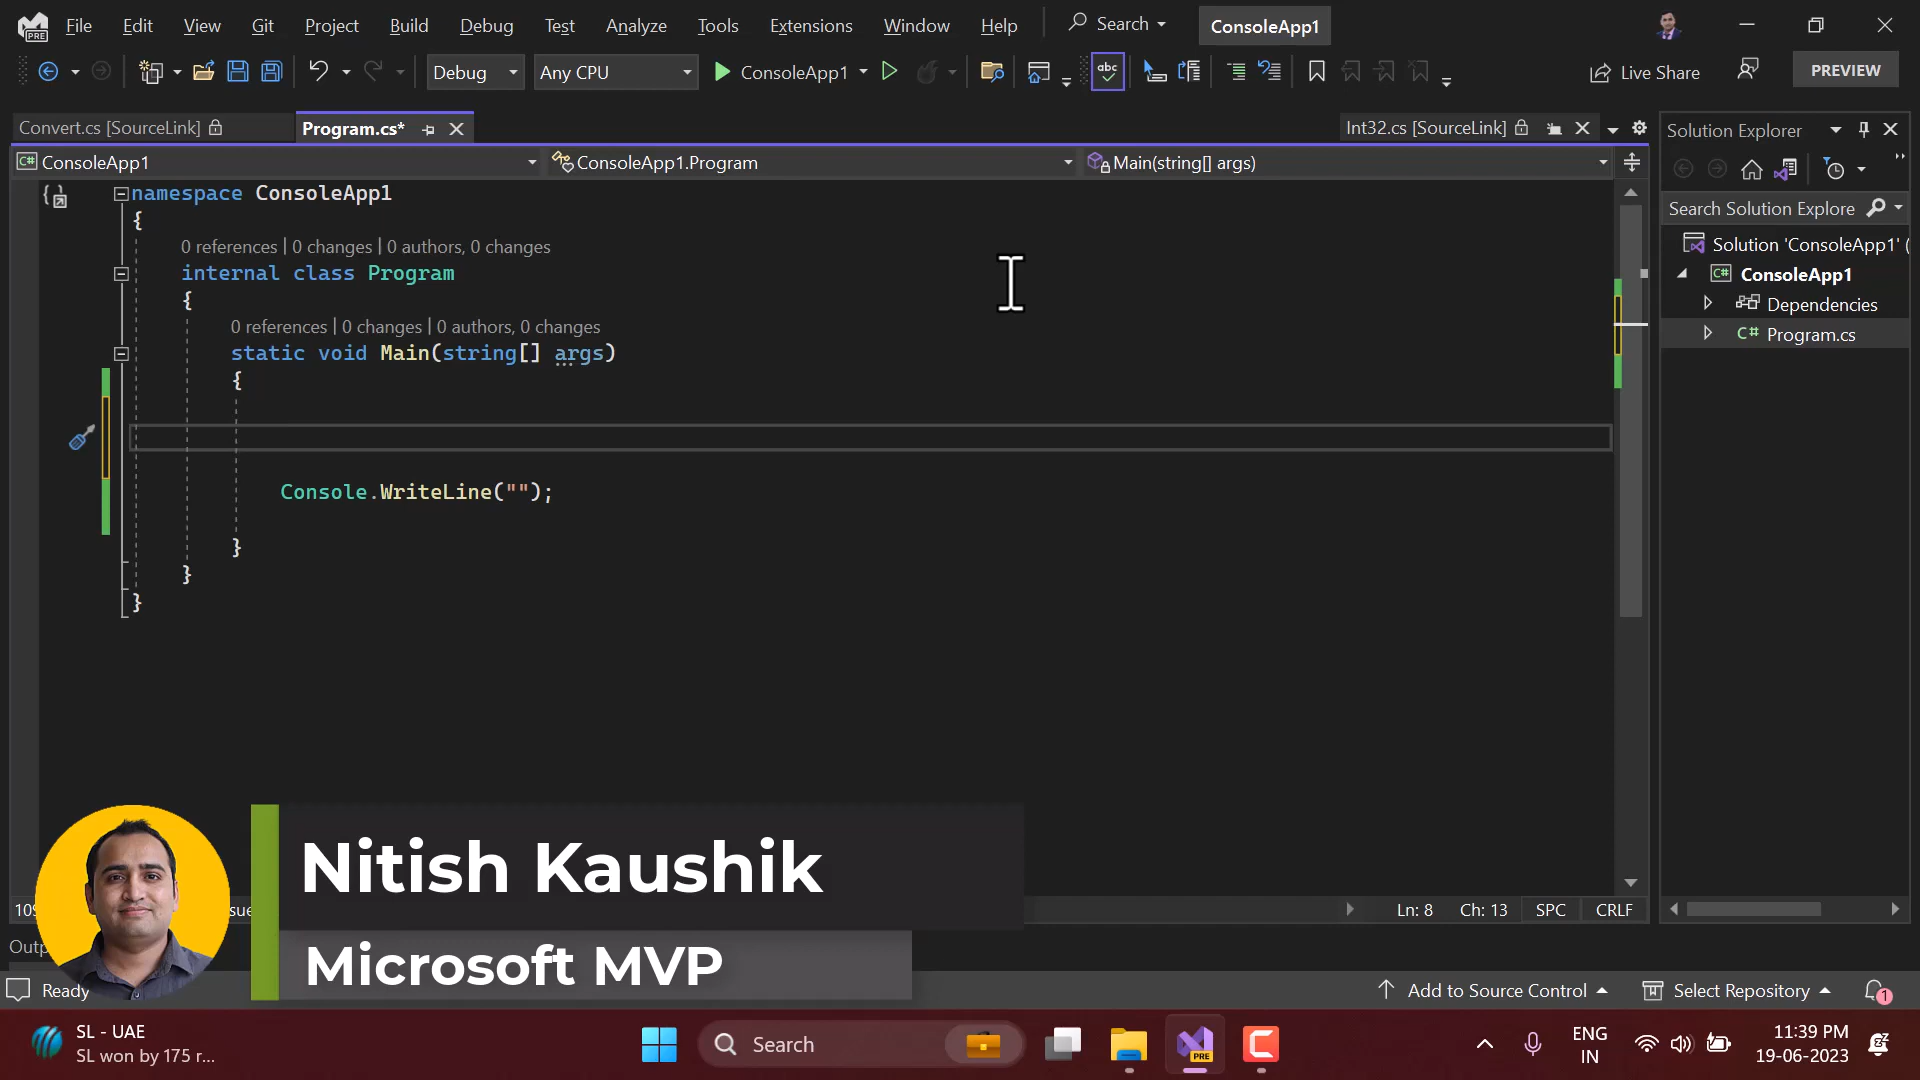 File Edit View Git Project Build Debug Test Analyze Tools Extensions Window Help Search ConsoleApp1
Debug Any CPU ConsoleApp1 abc Live Share PREVIEW
Convert.cs [SourceLink] Program.cs* Int32.cs [SourceLink] Solution Explorer
C# ConsoleApp1 ConsoleApp1.Program Main(string[] args)
namespace ConsoleApp1
{
0 references | 0 changes | 0 authors, 0 changes
internal class Program
{
0 references | 0 changes | 0 authors, 0 changes
static void Main(string[] args)
{
Console.WriteLine("");
}
}
}
Search Solution Explore
Solution 'ConsoleApp1' (
C# ConsoleApp1
Dependencies
C# Program.cs
Nitish Kaushik
Microsoft MVP
Ln: 8 Ch: 13 SPC CRLF
Ready Add to Source Control Select Repository 1
SL - UAE
SL won by 175 r...
Search
PRE
ENG
IN
11:39 PM
19-06-2023